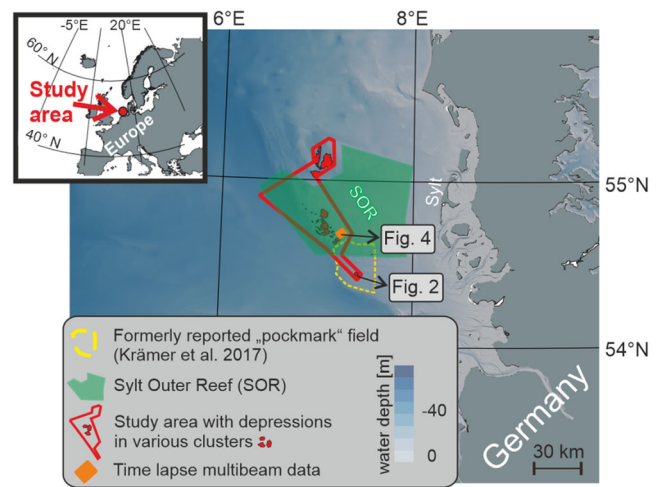 -5°E 20°E
60° N
Study
area
Europe
40° N
6°E 8°E
55°N
54°N
SOR
Sylt
Fig. 4
Fig. 2
Formerly reported „pockmark“ field
(Krämer et al. 2017)
Sylt Outer Reef (SOR)
Study area with depressions
in various clusters
Time lapse multibeam data
water depth [m]
-40
0
Germany
30 km